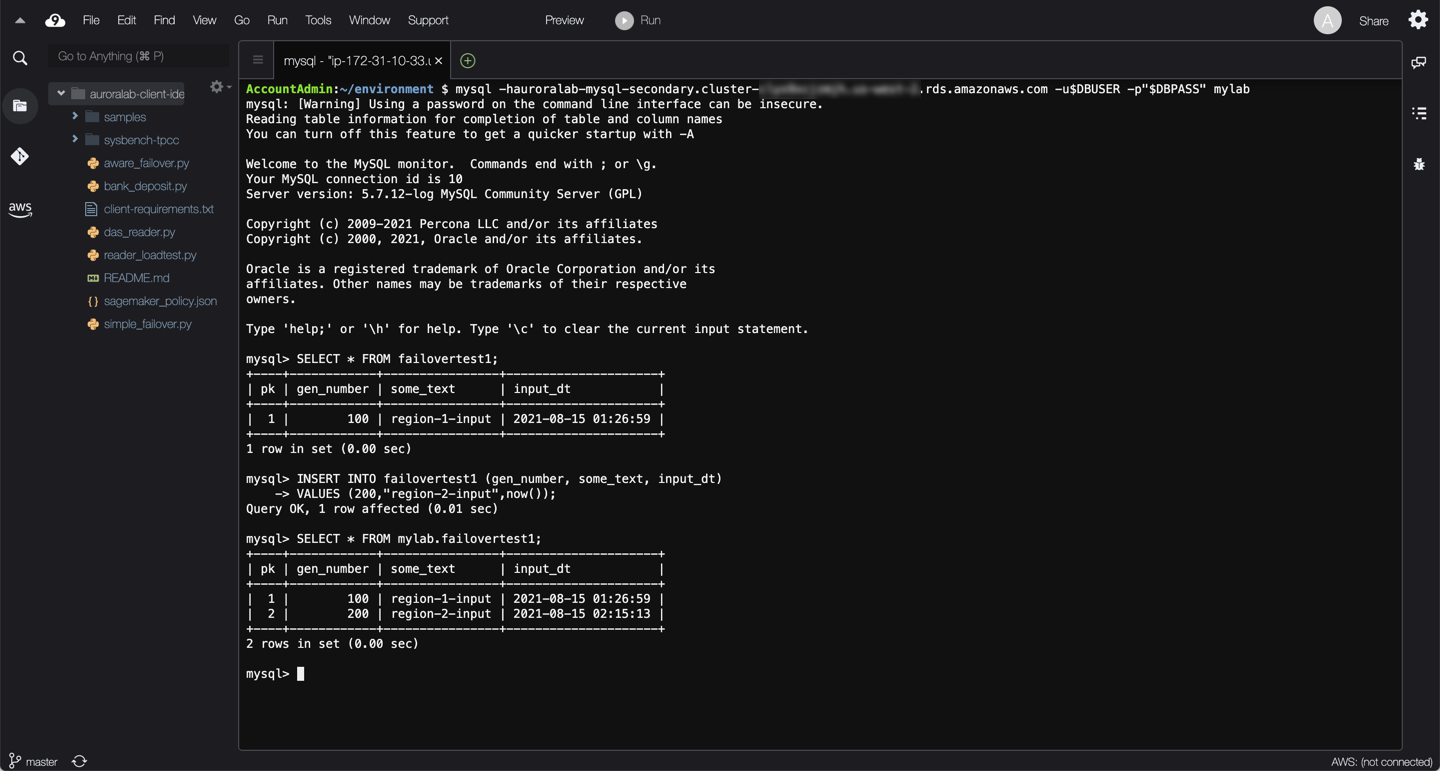 9 File Edit Find View Go Run Tools Window Support Preview Run A Share
Go to Anything (⌘ P)
mysql - "ip-172-31-10-33.u ×
auroralab-client-ide
samples
sysbench-tpcc
aware_failover.py
bank_deposit.py
client-requirements.txt
das_reader.py
reader_loadtest.py
README.md
sagemaker_policy.json
simple_failover.py
aws
AccountAdmin:~/environment $ mysql -hauroralab-mysql-secondary.cluster- .rds.amazonaws.com -u$DBUSER -p"$DBPASS" mylab
mysql: [Warning] Using a password on the command line interface can be insecure.
Reading table information for completion of table and column names
You can turn off this feature to get a quicker startup with -A
Welcome to the MySQL monitor.  Commands end with ; or \g.
Your MySQL connection id is 10
Server version: 5.7.12-log MySQL Community Server (GPL)
Copyright (c) 2009-2021 Percona LLC and/or its affiliates
Copyright (c) 2000, 2021, Oracle and/or its affiliates.
Oracle is a registered trademark of Oracle Corporation and/or its
affiliates. Other names may be trademarks of their respective
owners.
Type 'help;' or '\h' for help. Type '\c' to clear the current input statement.
mysql> SELECT * FROM failovertest1;
+----+------------+---------------+---------------------+
| pk | gen_number | some_text     | input_dt            |
+----+------------+---------------+---------------------+
|  1 |        100 | region-1-input | 2021-08-15 01:26:59 |
+----+------------+---------------+---------------------+
1 row in set (0.00 sec)
mysql> INSERT INTO failovertest1 (gen_number, some_text, input_dt)
    -> VALUES (200,"region-2-input",now());
Query OK, 1 row affected (0.01 sec)
mysql> SELECT * FROM mylab.failovertest1;
+----+------------+----------------+---------------------+
| pk | gen_number | some_text      | input_dt            |
+----+------------+----------------+---------------------+
|  1 |        100 | region-1-input | 2021-08-15 01:26:59 |
|  2 |        200 | region-2-input | 2021-08-15 02:15:13 |
+----+------------+----------------+---------------------+
2 rows in set (0.00 sec)
mysql>
master
AWS: (not connected)